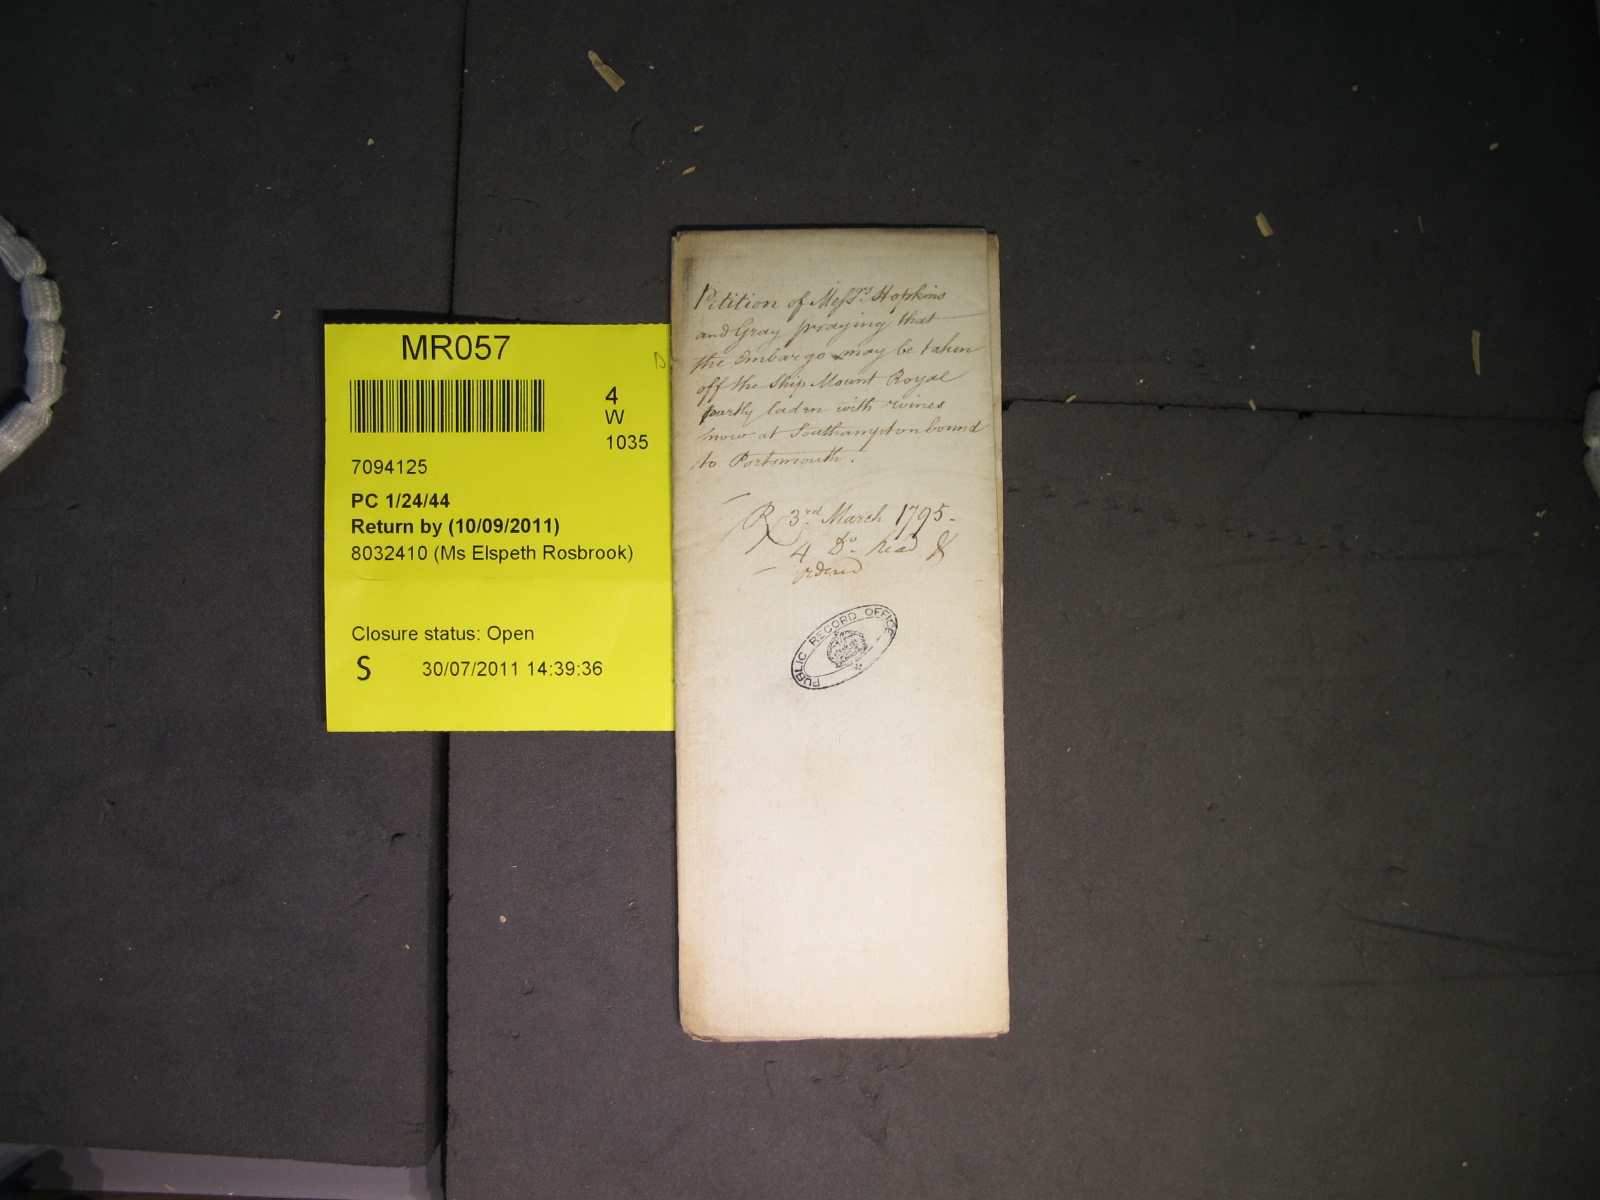 MR057
4
W
1035
7094125
PC 1/24/44
Return by (10/09/2011)
8032410 (Ms Elspeth Rosbrook)
Closure status: Open
S 30/07/2011 14:39:36
Petition of Messrs. Hopkins
and Gray praying that
the Embargo may be taken
off the Ship Mount Royal
partly laden with wines
now at Southampton bound
to Portsmouth.
R 3rd March 1795.
4 Do. read &
ordered
PUBLIC RECORD OFFICE